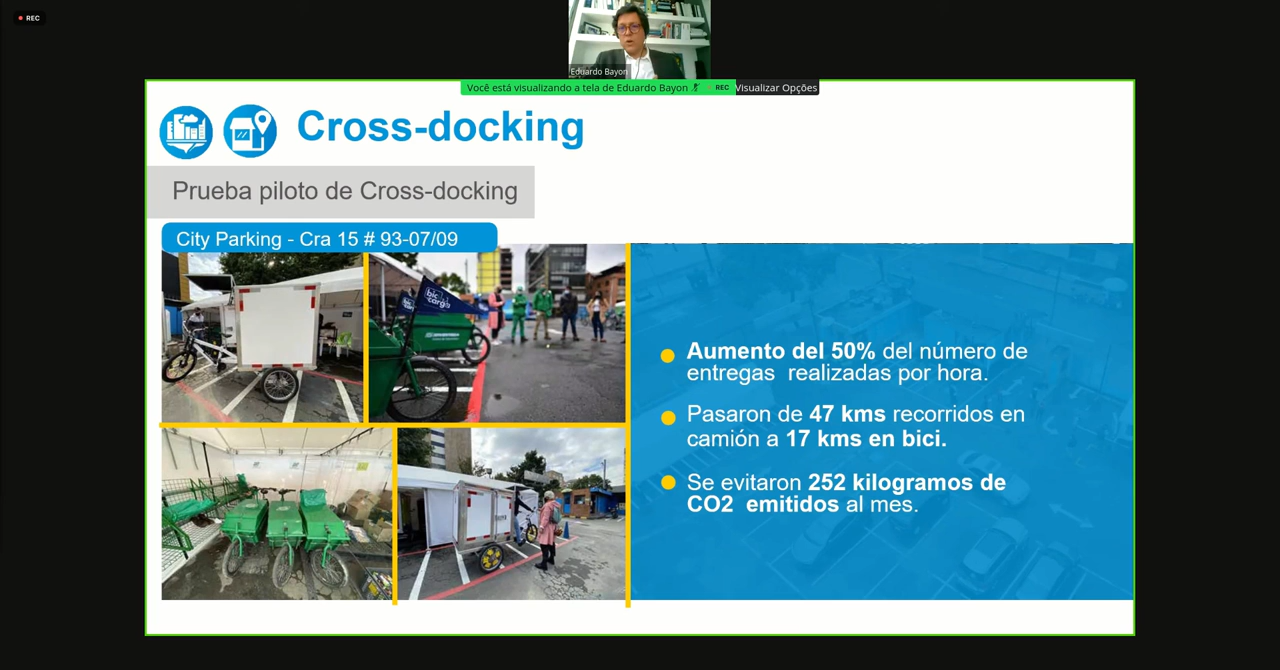 REC
Eduardo Bayon
Você está visualizando a tela de Eduardo Bayon
REC
Visualizar Opções
Cross-docking
Prueba piloto de Cross-docking
City Parking - Cra 15 # 93-07/09
bici
carga
Aumento del 50% del número de
entregas realizadas por hora.
Pasaron de 47 kms recorridos en
camión a 17 kms en bici.
Se evitaron 252 kilogramos de
CO2 emitidos al mes.